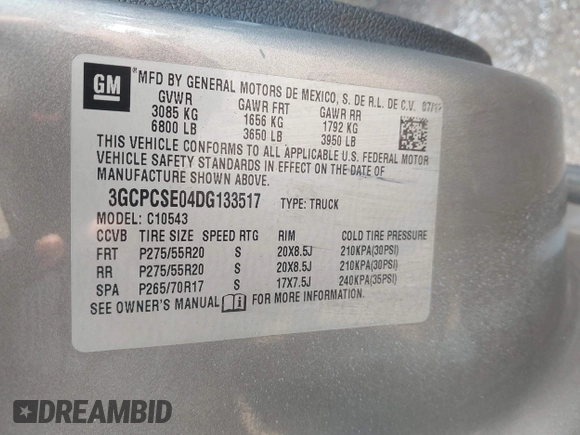 GM ® MFD BY GENERAL MOTORS DE MEXICO, S. DE R.L. DE C.V.
GVWR GAWR FRT GAWR RR
3085 KG 1656 KG 1792 KG
6800 LB 3650 LB 3950 LB
THIS VEHICLE CONFORMS TO ALL APPLICABLE U.S. FEDERAL MOTOR
VEHICLE SAFETY STANDARDS IN EFFECT ON THE DATE OF
MANUFACTURE SHOWN ABOVE.
3GCPCSE04DG133517 TYPE: TRUCK
MODEL: C10543
CCVB TIRE SIZE SPEED RTG RIM COLD TIRE PRESSURE
FRT P275/55R20 S 20X8.5J 210KPA(30PSI)
RR P275/55R20 S 20X8.5J 210KPA(30PSI)
SPA P265/70R17 S 17X7.5J 240KPA(35PSI)
SEE OWNER'S MANUAL i FOR MORE INFORMATION.
DREAMBID